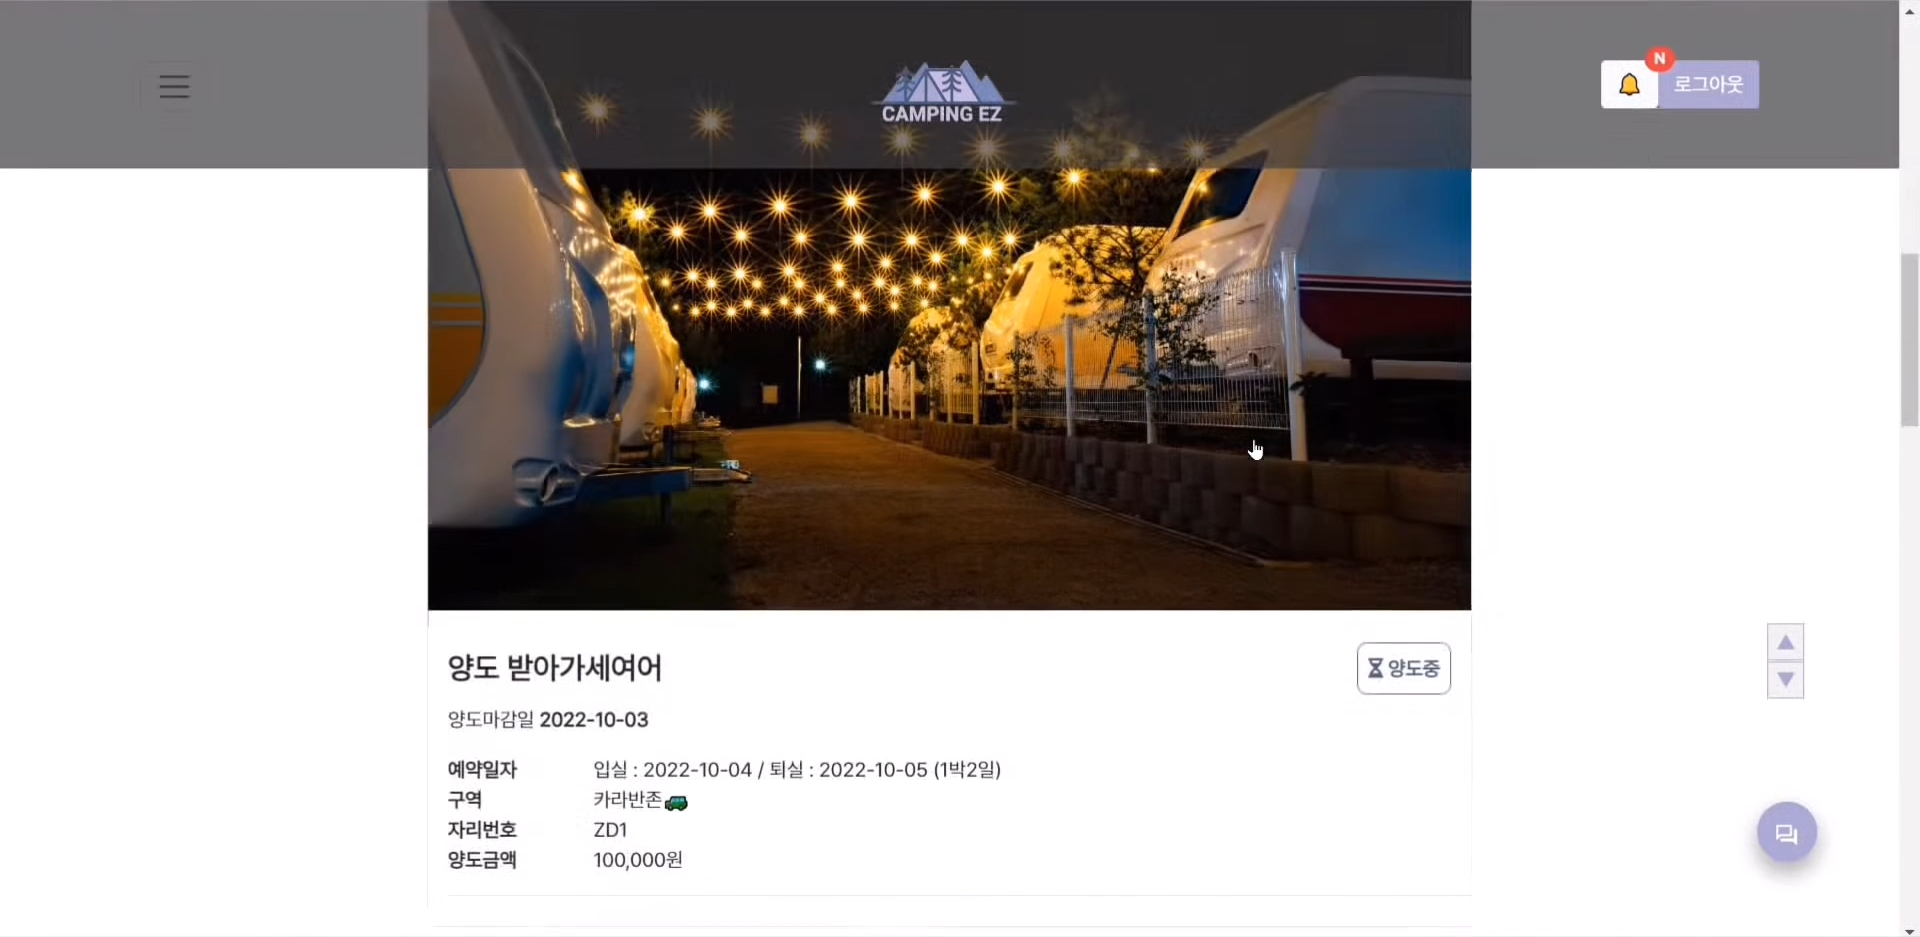 N
로그아웃
CAMPING EZ
양도 받아가세여어
양도중
양도마감일 2022-10-03
예약일자 입실 : 2022-10-04 / 퇴실 : 2022-10-05 (1박2일)
구역 카라반존
자리번호 ZD1
양도금액 100,000원